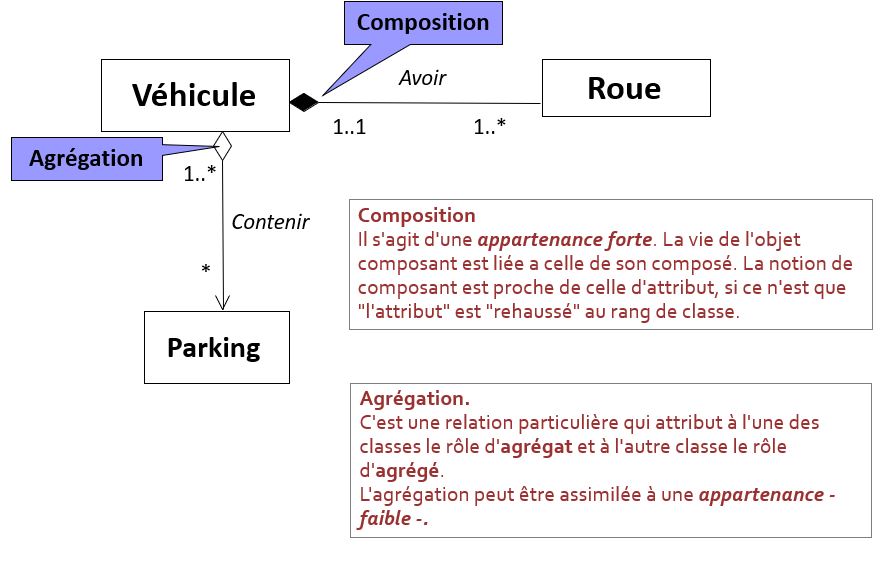 Composition
Véhicule
Avoir
Roue
1..1
1..*
Agrégation
1..*
Contenir
*
Parking
Composition
Il s'agit d'une appartenance forte. La vie de l'objet
composant est liée a celle de son composé. La notion de
composant est proche de celle d'attribut, si ce n'est que
"l'attribut" est "rehaussé" au rang de classe.
Agrégation.
C'est une relation particulière qui attribut à l'une des
classes le rôle d'agrégat et à l'autre classe le rôle
d'agrégé.
L'agrégation peut être assimilée à une appartenance -
faible -.